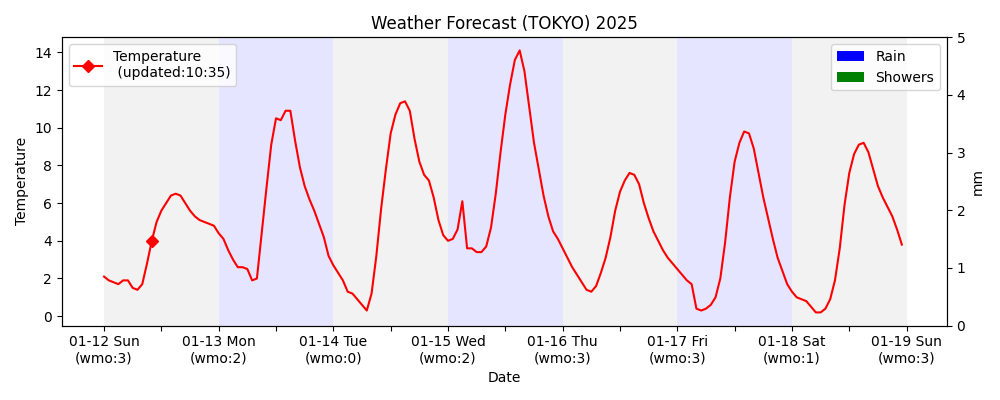 Weather Forecast (TOKYO) 2025
Temperature
(updated:10:35)
Rain
Showers
14
12
10
8
6
4
2
0
Temperature
5
4
3
2
1
0
mm
01-12 Sun
(wmo:3)
01-13 Mon
(wmo:2)
01-14 Tue
(wmo:0)
01-15 Wed
(wmo:2)
01-16 Thu
(wmo:3)
01-17 Fri
(wmo:3)
01-18 Sat
(wmo:1)
01-19 Sun
(wmo:3)
Date